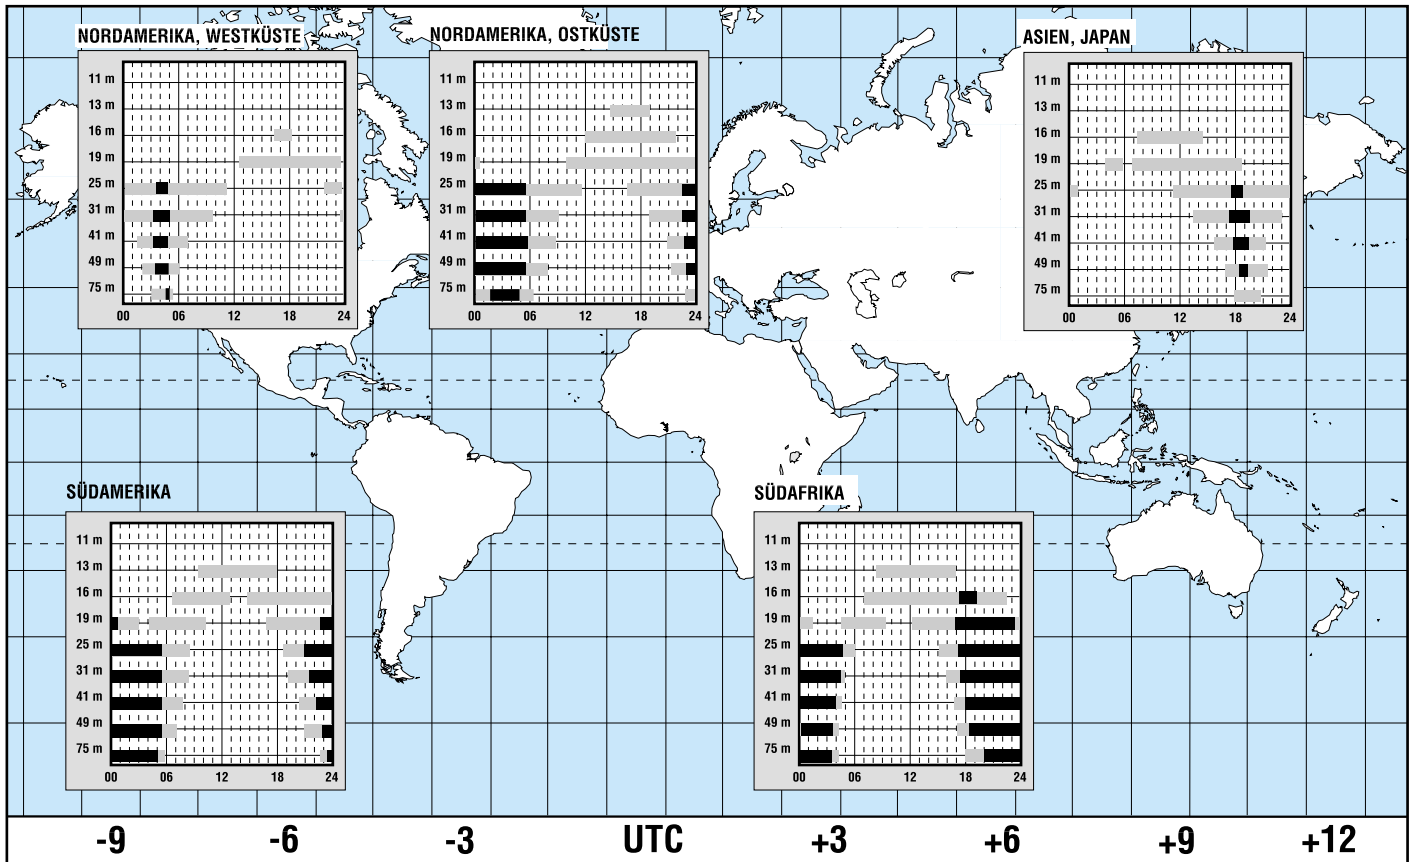 NORDAMERIKA, WESTKÜSTE
11 m
13 m
16 m
19 m
25 m
31 m
41 m
49 m
75 m
00 06 12 18 24
NORDAMERIKA, OSTKÜSTE
11 m
13 m
16 m
19 m
25 m
31 m
41 m
49 m
75 m
00 06 12 18 24
ASIEN, JAPAN
11 m
13 m
16 m
19 m
25 m
31 m
41 m
49 m
75 m
00 06 12 18 24
SÜDAMERIKA
11 m
13 m
16 m
19 m
25 m
31 m
41 m
49 m
75 m
00 06 12 18 24
SÜDAFRIKA
11 m
13 m
16 m
19 m
25 m
31 m
41 m
49 m
75 m
00 06 12 18 24
-9 -6 -3 UTC +3 +6 +9 +12